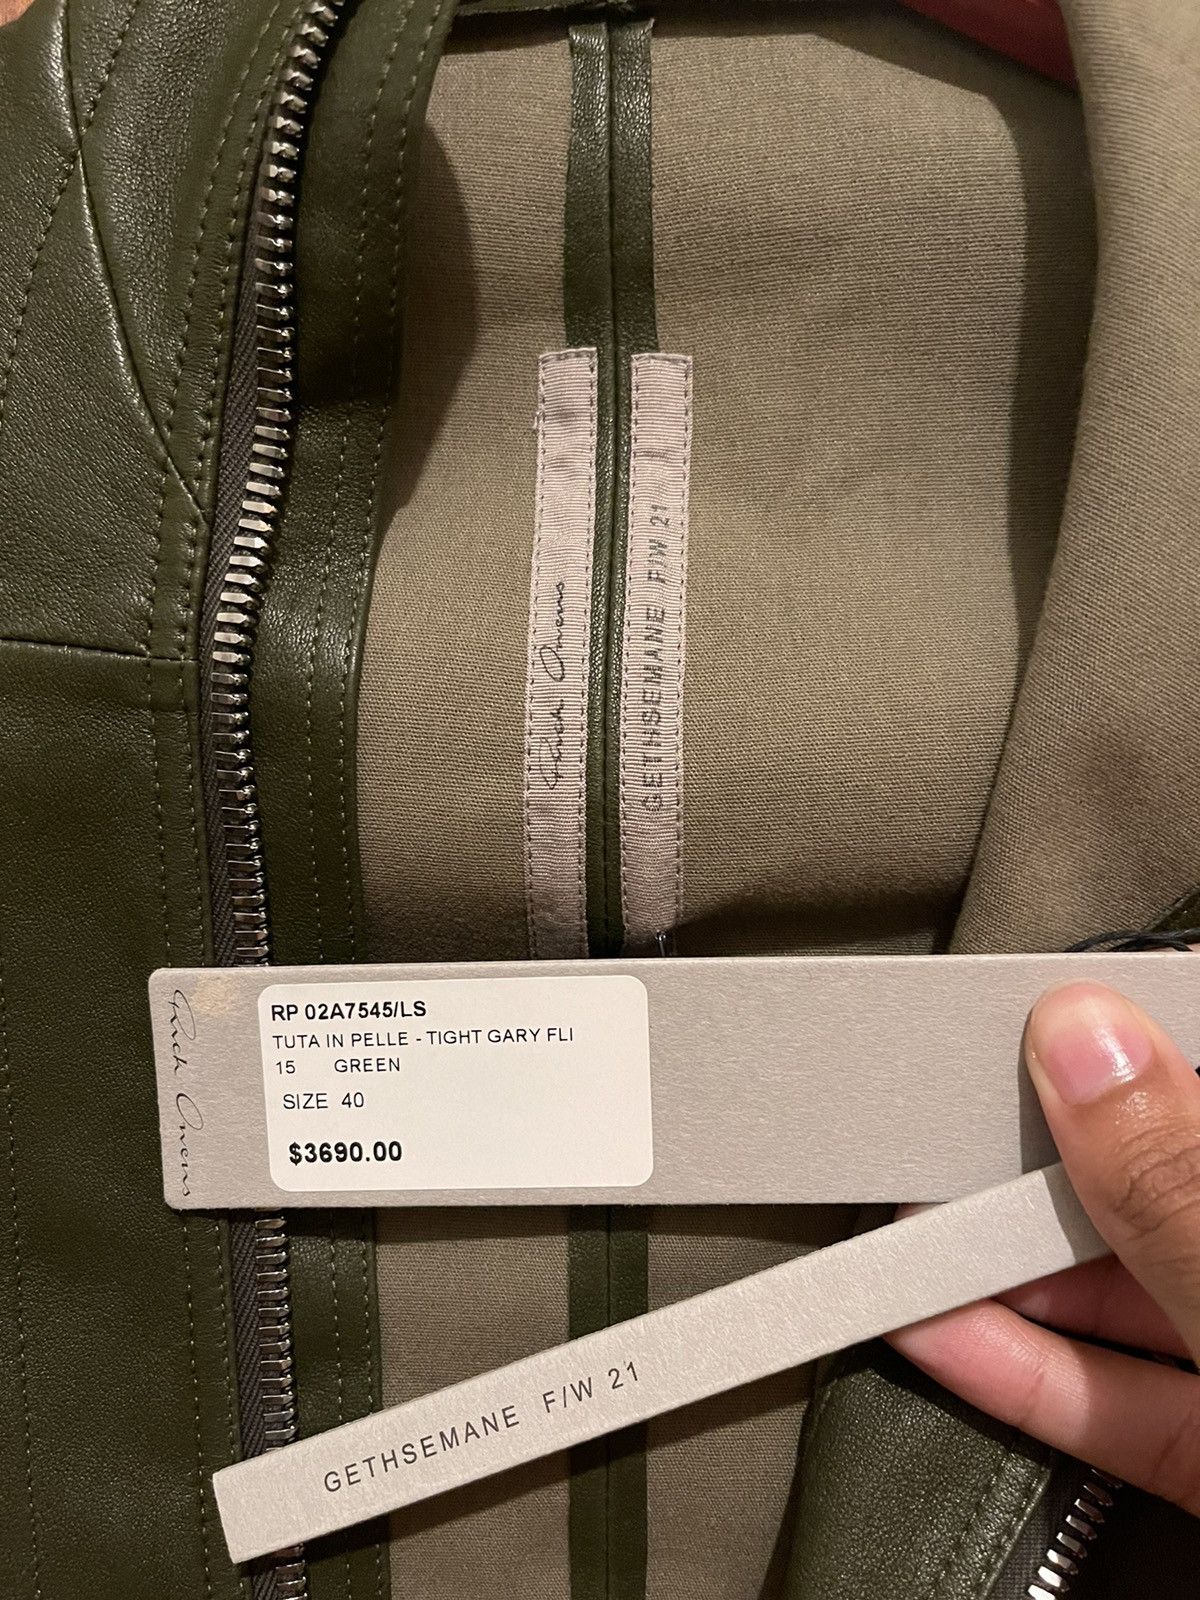 Rick Owens
GETHSEMANE F/W 21
Rick Owens
RP 02A7545/LS
TUTA IN PELLE - TIGHT GARY FLI
15 GREEN
SIZE 40
$3690.00
GETHSEMANE F/W 21